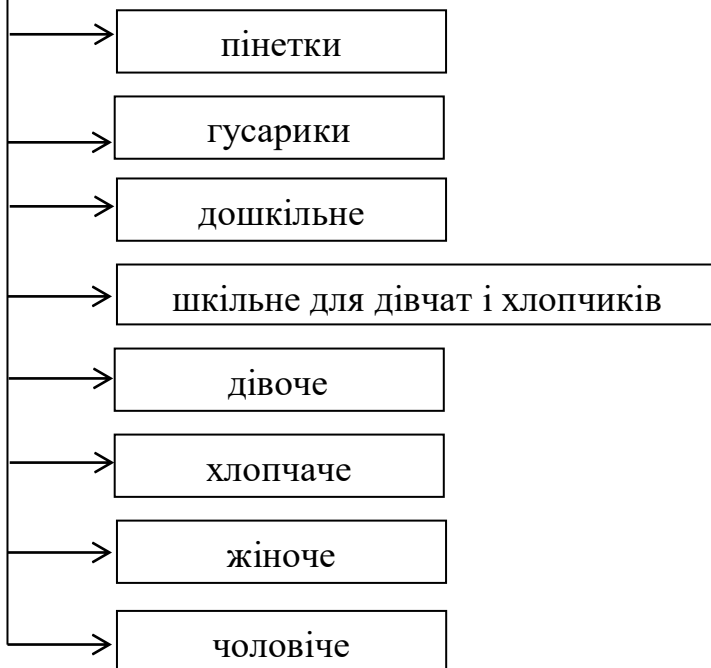 пінетки
гусарики
дошкільне
шкільне для дівчат і хлопчиків
дівоче
хлопчаче
жіноче
чоловіче